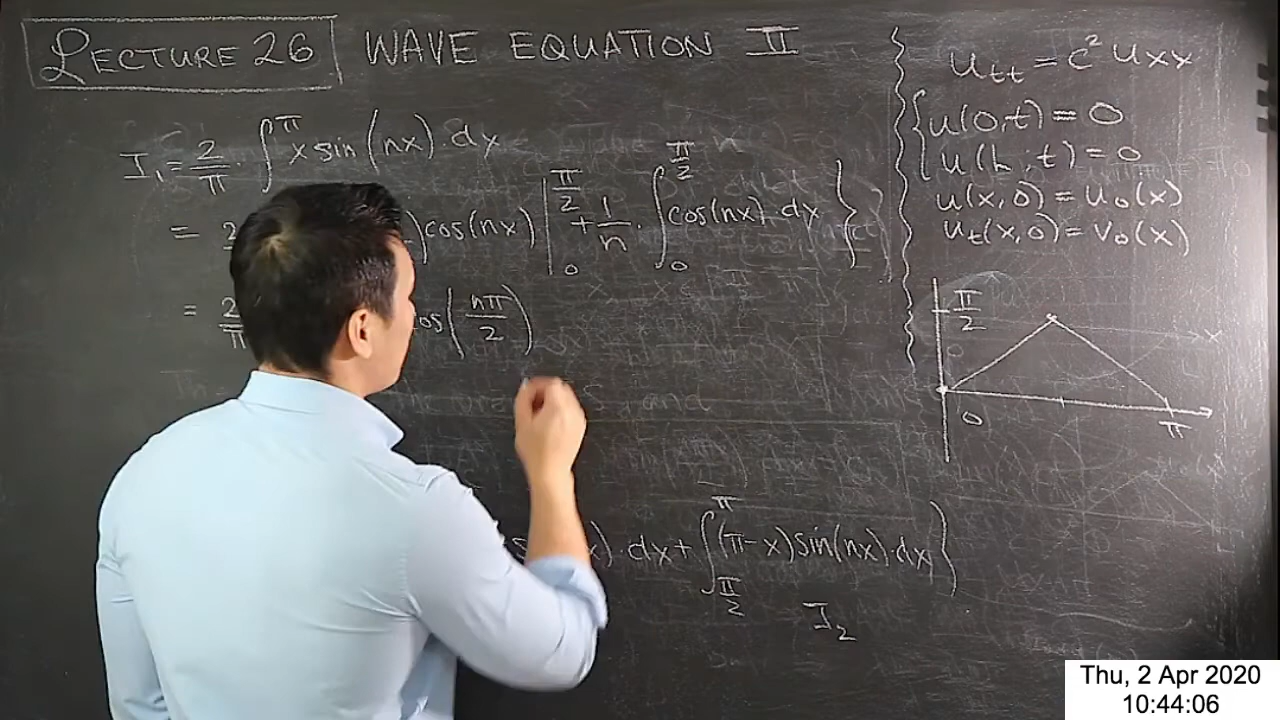 LECTURE 26 WAVE EQUATION II
I₁ = 2/π · ∫₀^π x sin(nx) · dx
= 2 ) cos(nx) |₀^(π/2) + 1/n · ∫₀^(π/2) cos(nx) · dx }
= 2/π cos(nπ/2)
x) · dx + ∫_(π/2)^π (π-x) sin(nx) · dx }
I₂
u_tt = c² u_xx
{ u(0,t) = 0
u(L,t) = 0
u(x,0) = u₀(x)
u_t(x,0) = v₀(x)
π/2
0
π
Thu, 2 Apr 2020
10:44:06